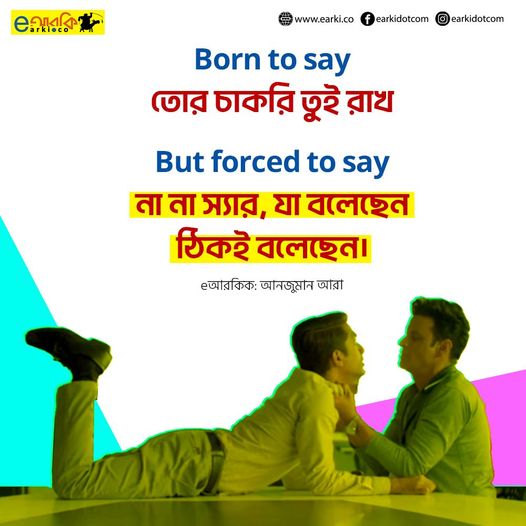 eআরকি
earki.co
www.earki.co earkidotcom earkidotcom
Born to say
তোর চাকরি তুই রাখ
But forced to say
না না স্যার, যা বলেছেন
ঠিকই বলেছেন।
eআরকিক: আনজুমান আরা